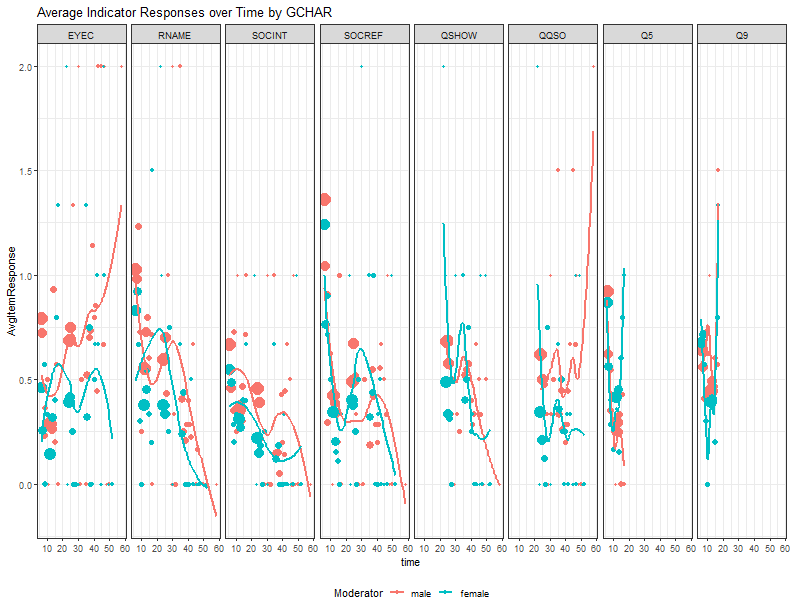 Average Indicator Responses over Time by GCHAR
EYEC RNAME SOCINT SOCREF QSHOW QQSO Q5 Q9
2.0
1.5
1.0
0.5
0.0
AvgItemResponse
10 20 30 40 50 60 10 20 30 40 50 60 10 20 30 40 50 60 10 20 30 40 50 60 10 20 30 40 50 60 10 20 30 40 50 60 10 20 30 40 50 60 10 20 30 40 50 60
time
Moderator male female